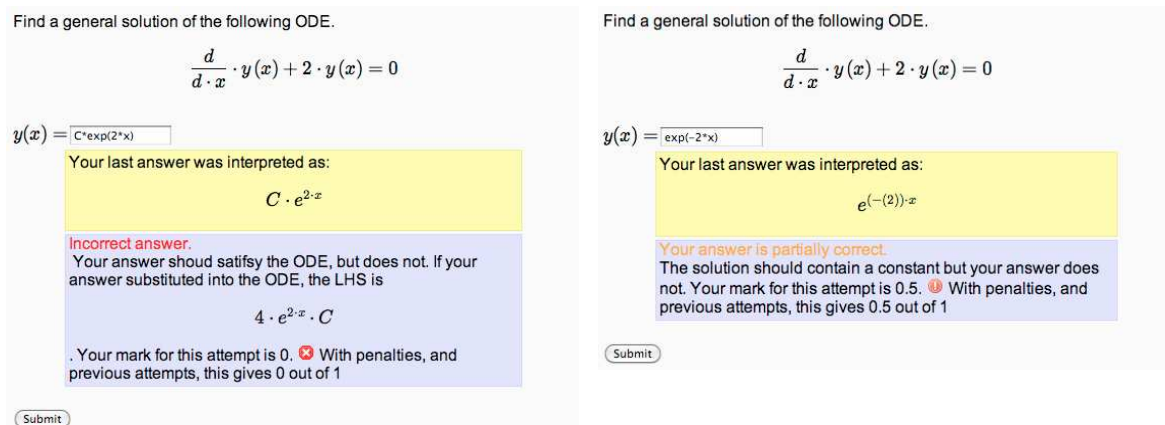 Find a general solution of the following ODE.
d/(d · x) · y(x) + 2 · y(x) = 0
y(x) = C*exp(2*x)
Your last answer was interpreted as:
C · e^(2·x)
Incorrect answer.
Your answer shoud satifsy the ODE, but does not. If your
answer substituted into the ODE, the LHS is
4 · e^(2·x) · C
. Your mark for this attempt is 0. With penalties, and
previous attempts, this gives 0 out of 1
Submit
Find a general solution of the following ODE.
d/(d · x) · y(x) + 2 · y(x) = 0
y(x) = exp(-2*x)
Your last answer was interpreted as:
e^((−(2))·x)
Your answer is partially correct.
The solution should contain a constant but your answer does
not. Your mark for this attempt is 0.5. With penalties, and
previous attempts, this gives 0.5 out of 1
Submit